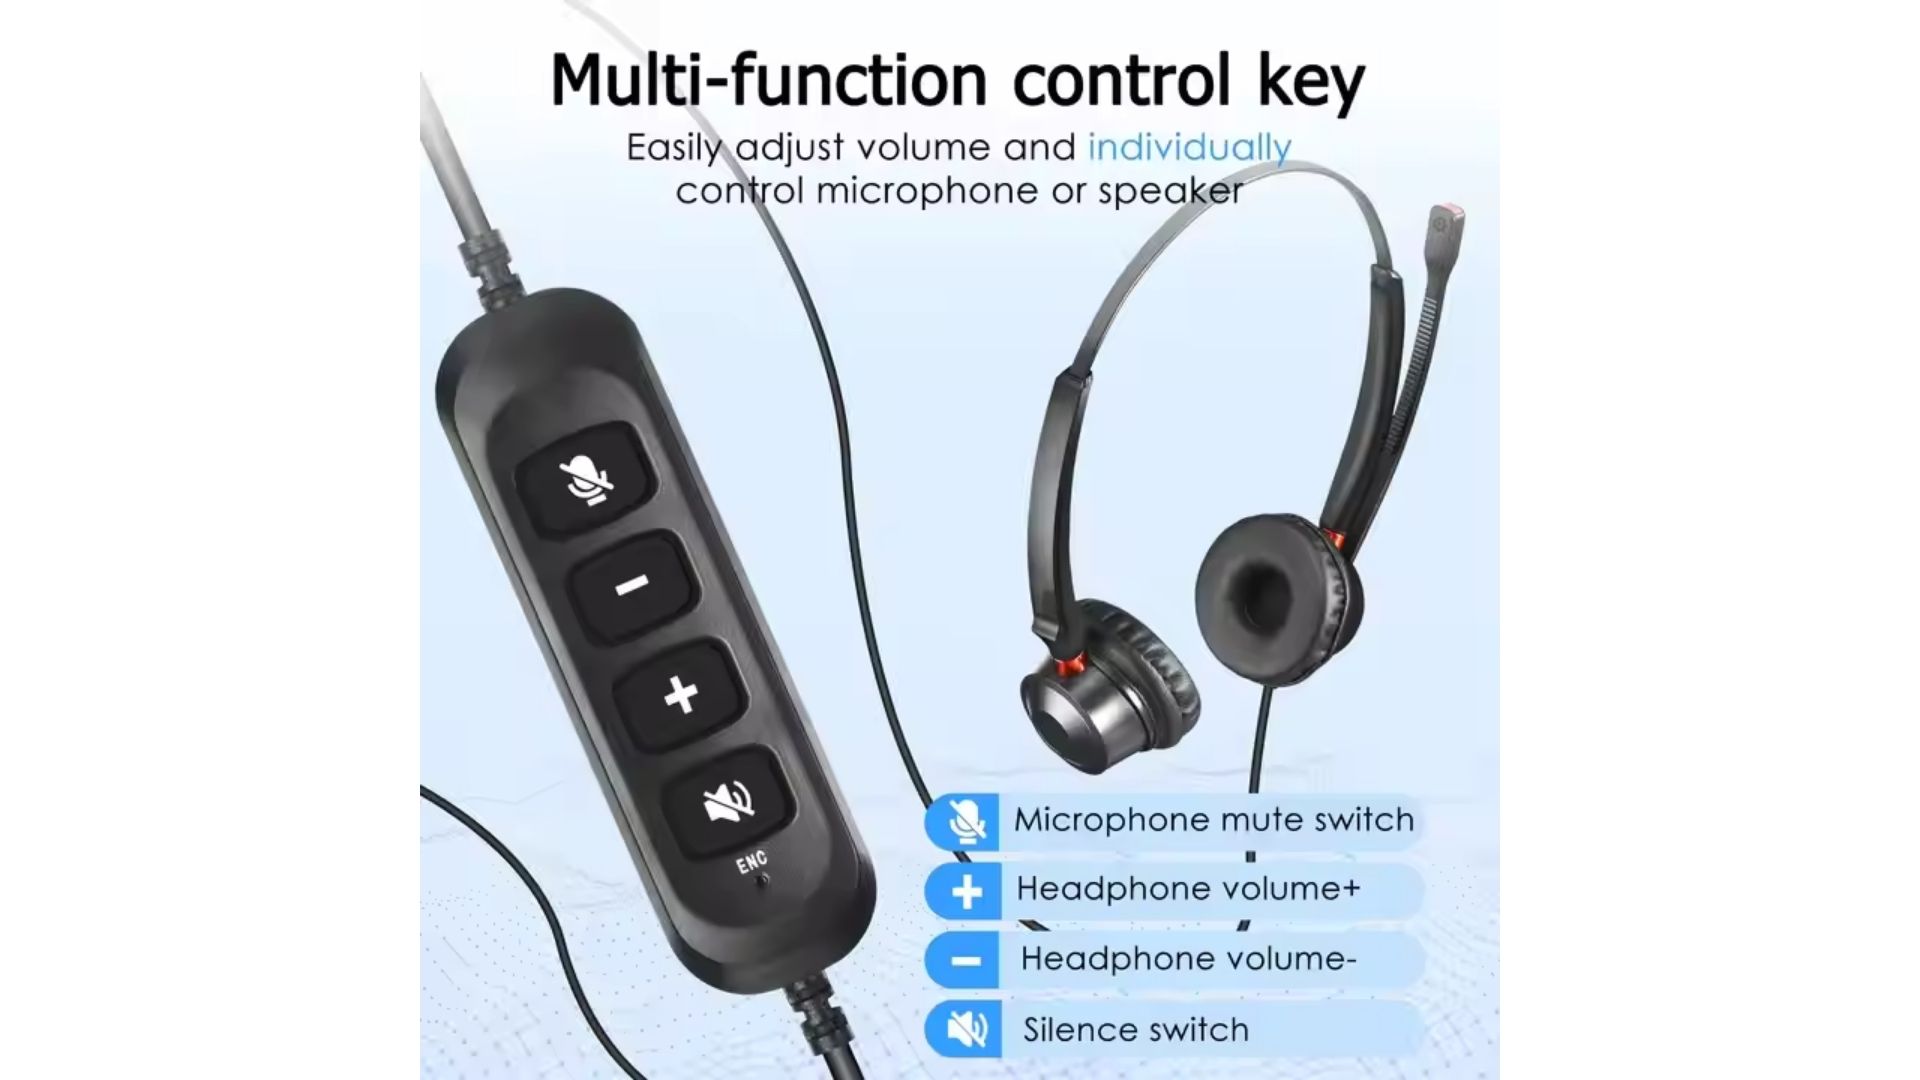 Multi-function control key
Easily adjust volume and individually
control microphone or speaker
ENC
Microphone mute switch
Headphone volume+
Headphone volume-
Silence switch